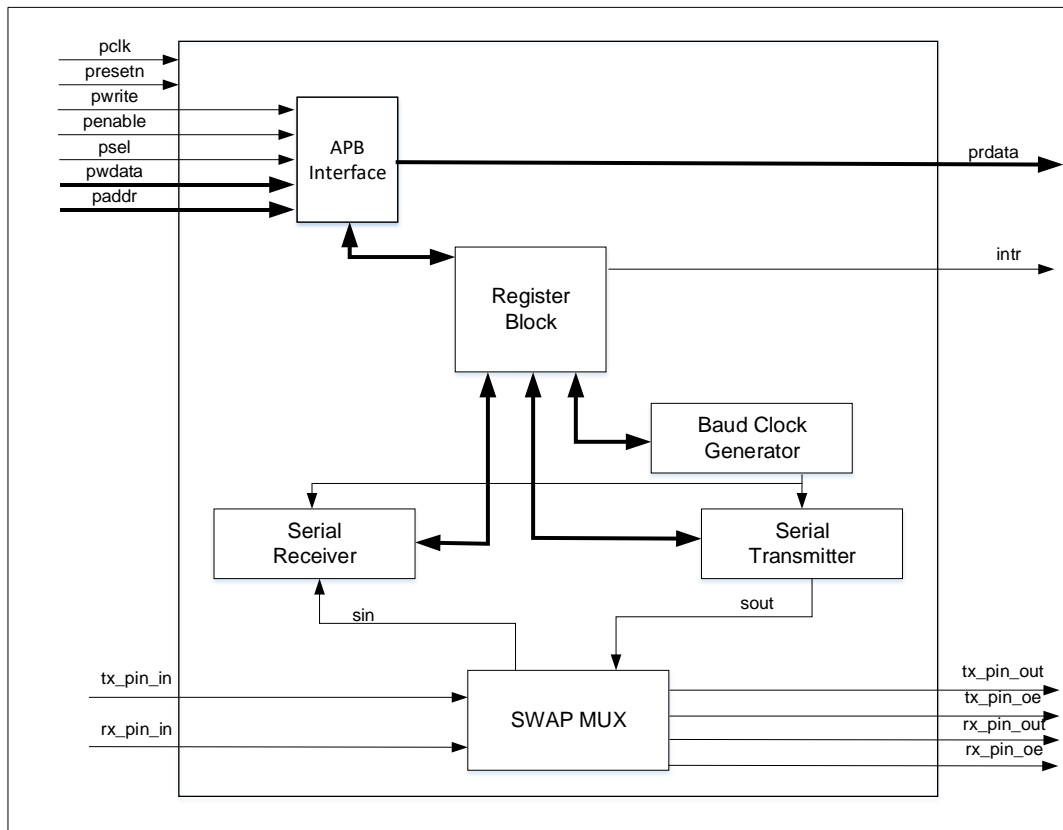 pclk
presetn
pwrite
penable
psel
pwdata
paddr
APB
Interface
prdata
intr
Register
Block
Baud Clock
Generator
Serial
Receiver
Serial
Transmitter
sin
sout
tx_pin_in
rx_pin_in
SWAP MUX
tx_pin_out
tx_pin_oe
rx_pin_out
rx_pin_oe